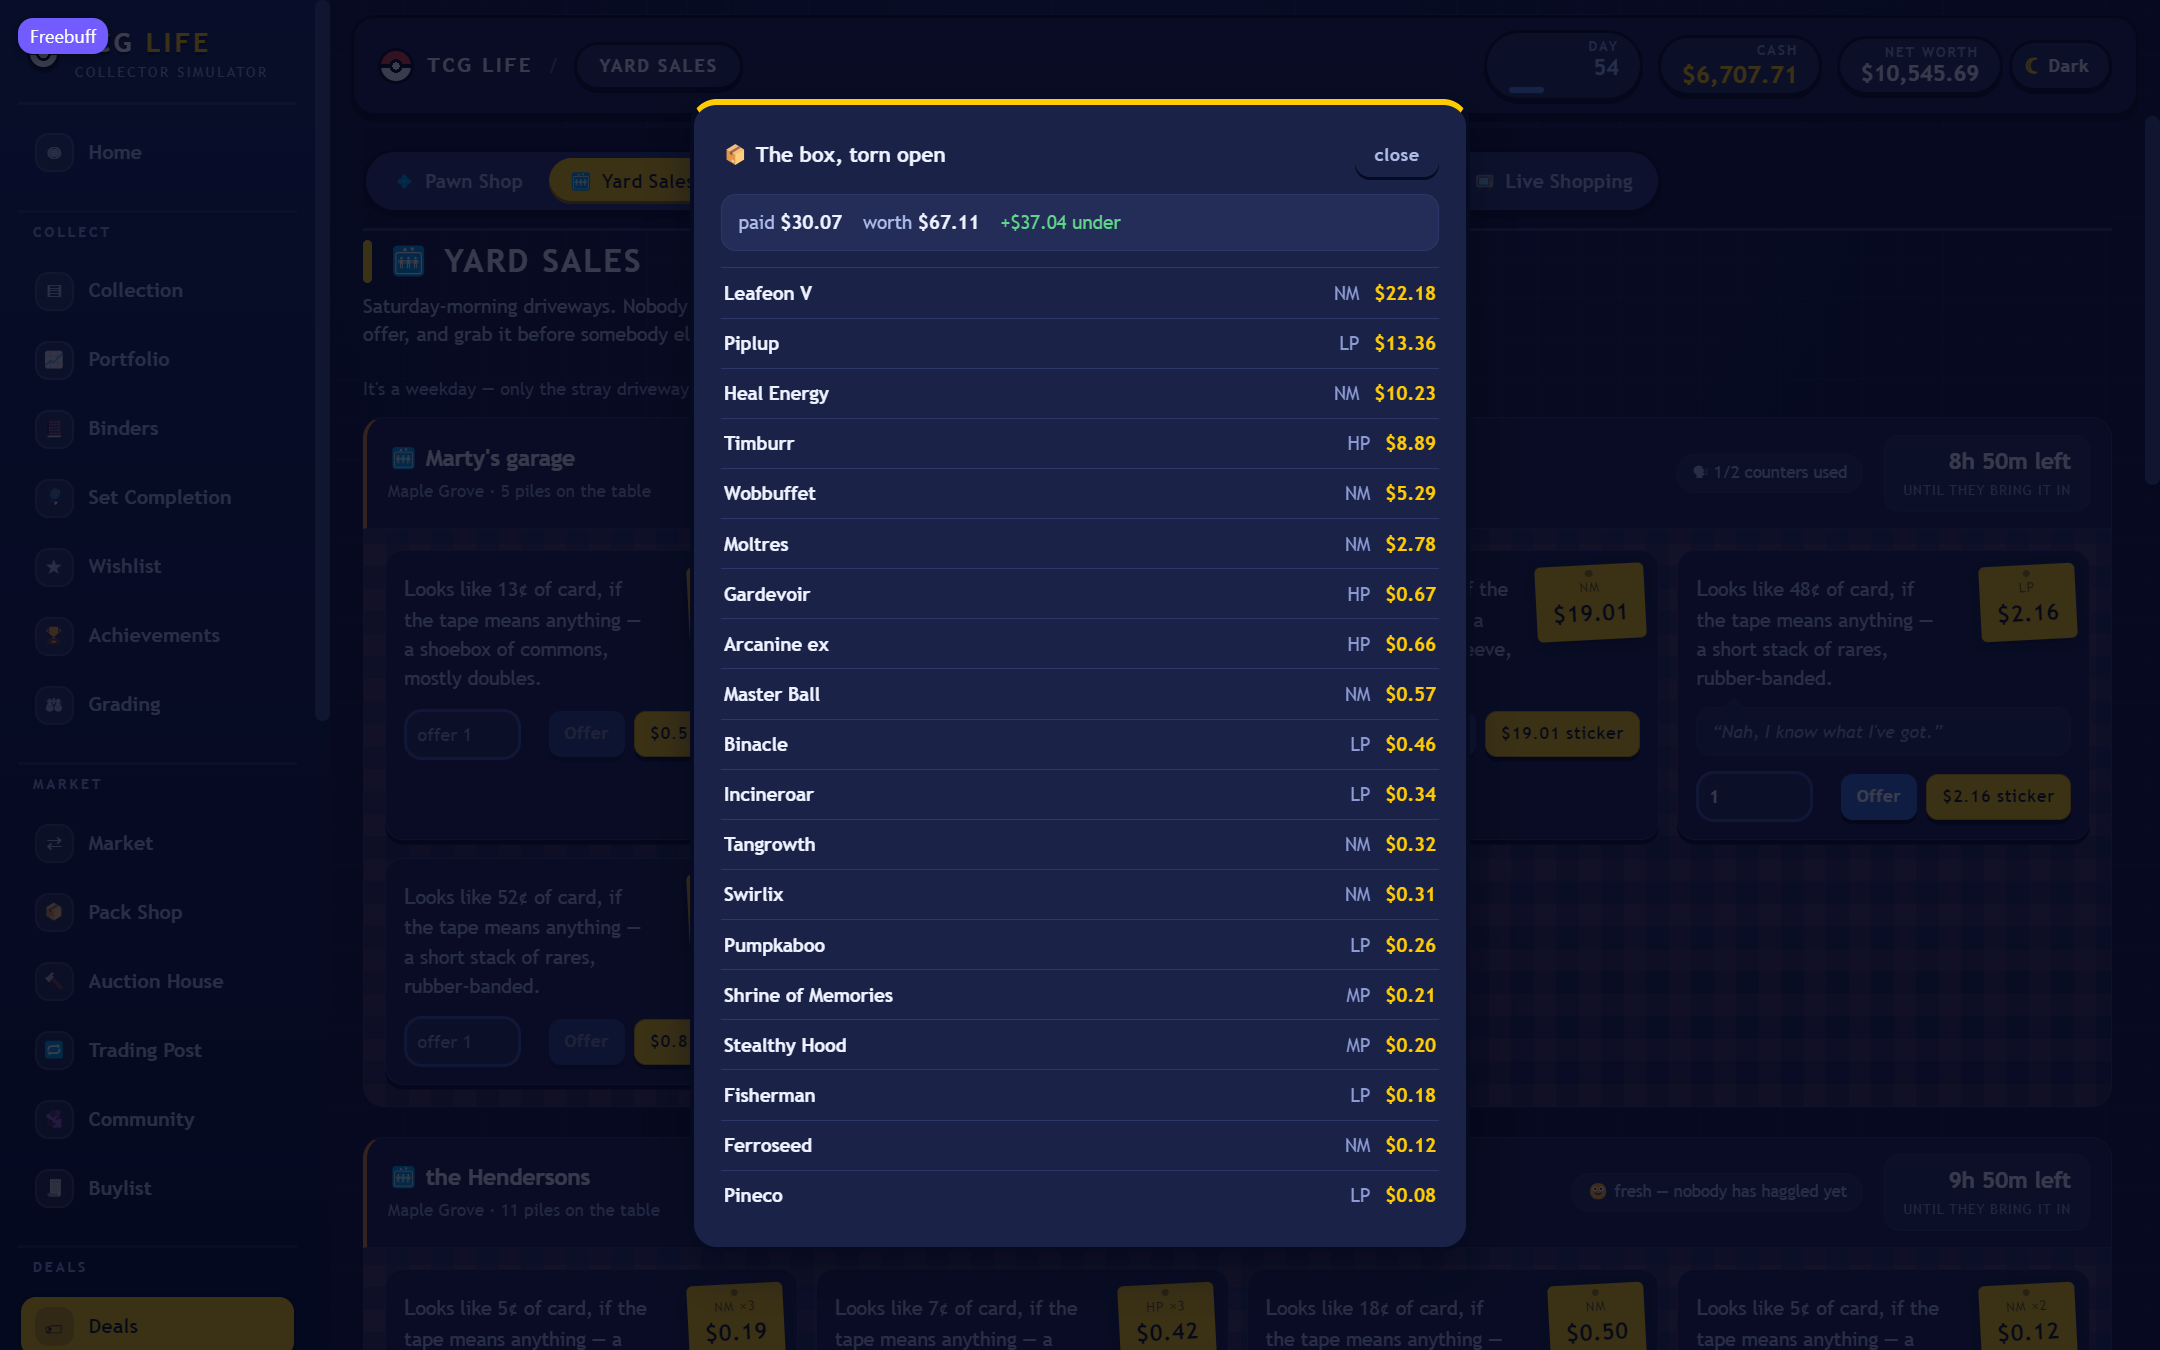 Freebuff
CG LIFE
COLLECTOR SIMULATOR
Home
COLLECT
Collection
Portfolio
Binders
Set Completion
Wishlist
Achievements
Grading
MARKET
Market
Pack Shop
Auction House
Trading Post
Community
Buylist
DEALS
Deals
TCG LIFE / YARD SALES
DAY
54
CASH
$6,707.71
NET WORTH
$10,545.69
Dark
Pawn Shop
Yard Sales
Live Shopping
YARD SALES
Saturday-morning driveways. Nobody
offer, and grab it before somebody el
It's a weekday — only the stray driveway
Marty's garage
Maple Grove · 5 piles on the table
1/2 counters used
8h 50m left
UNTIL THEY BRING IT IN
Looks like 13¢ of card, if
the tape means anything —
a shoebox of commons,
mostly doubles.
offer 1
Offer
$0.5
f the
a
eeve,
NM
$19.01
$19.01 sticker
Looks like 48¢ of card, if
the tape means anything —
a short stack of rares,
rubber-banded.
LP
$2.16
“Nah, I know what I've got.”
1
Offer
$2.16 sticker
Looks like 52¢ of card, if
the tape means anything —
a short stack of rares,
rubber-banded.
offer 1
Offer
$0.8
The box, torn open
close
paid $30.07 worth $67.11 +$37.04 under
Leafeon V NM $22.18
Piplup LP $13.36
Heal Energy NM $10.23
Timburr HP $8.89
Wobbuffet NM $5.29
Moltres NM $2.78
Gardevoir HP $0.67
Arcanine ex HP $0.66
Master Ball NM $0.57
Binacle LP $0.46
Incineroar LP $0.34
Tangrowth NM $0.32
Swirlix NM $0.31
Pumpkaboo LP $0.26
Shrine of Memories MP $0.21
Stealthy Hood MP $0.20
Fisherman LP $0.18
Ferroseed NM $0.12
Pineco LP $0.08
the Hendersons
Maple Grove · 11 piles on the table
fresh — nobody has haggled yet
9h 50m left
UNTIL THEY BRING IT IN
Looks like 5¢ of card, if the
tape means anything — a
NM ×3
$0.19
Looks like 7¢ of card, if the
tape means anything — a
HP ×3
$0.42
Looks like 18¢ of card, if
the tape means anything —
NM
$0.50
Looks like 5¢ of card, if the
tape means anything — a
NM ×2
$0.12